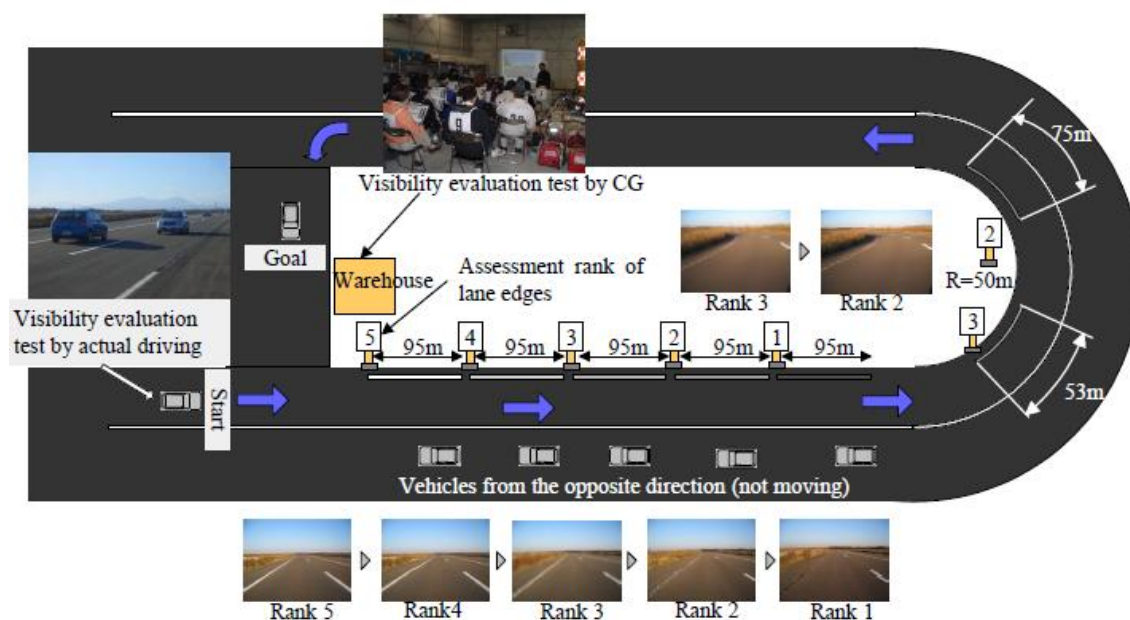 75m
Visibility evaluation test by CG
2
Goal
Warehouse
Assessment rank of
lane edges
Rank 3
Rank 2
R=50m
Visibility evaluation
test by actual driving
5
4
3
2
1
3
95m
95m
95m
95m
95m
53m
Start
Vehicles from the opposite direction (not moving)
Rank 5
Rank4
Rank 3
Rank 2
Rank 1
9